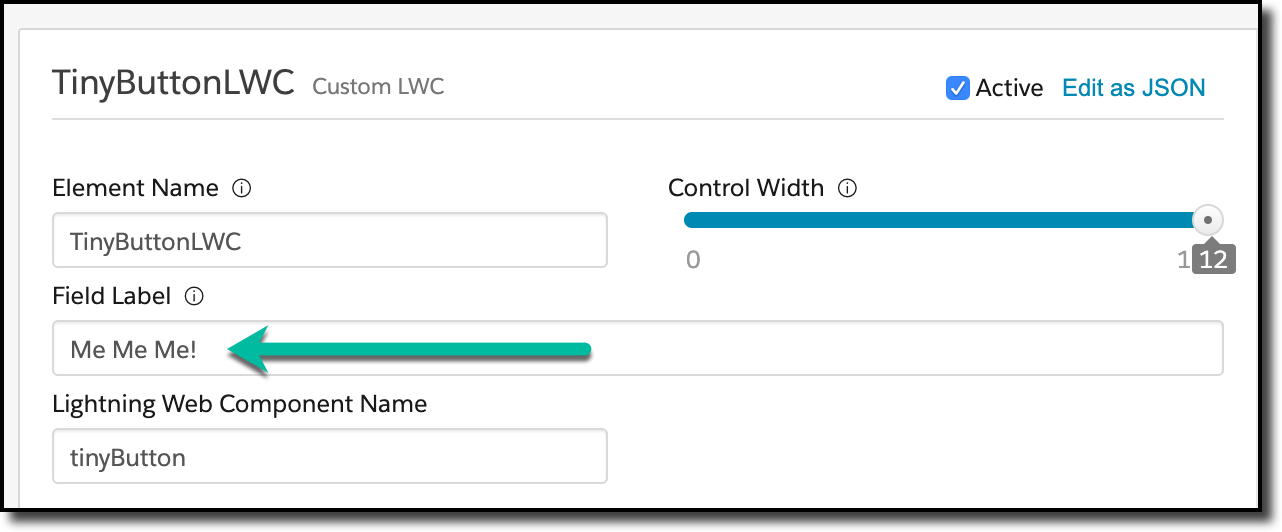 TinyButtonLWC Custom LWC Active Edit as JSON
Element Name Control Width
TinyButtonLWC
0 1 12
Field Label
Me Me Me!
Lightning Web Component Name
tinyButton